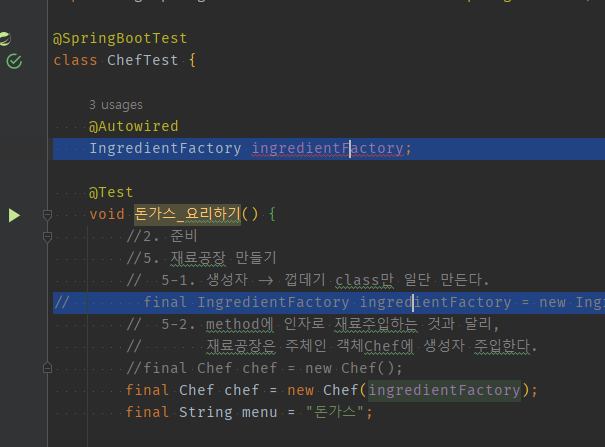 @SpringBootTest
class ChefTest {
3 usages
@Autowired
IngredientFactory ingredientFactory;
@Test
void 돈가스_요리하기() {
//2. 준비
//5. 재료공장 만들기
//  5-1. 생성자 -> 껍데기 class만 일단 만든다.
//        final IngredientFactory ingredientFactory = new Ing
//  5-2. method에 인자로 재료주입하는 것과 달리,
//       재료공장은 주체인 객체Chef에 생성자 주입한다.
//final Chef chef = new Chef();
final Chef chef = new Chef(ingredientFactory);
final String menu = "돈가스";